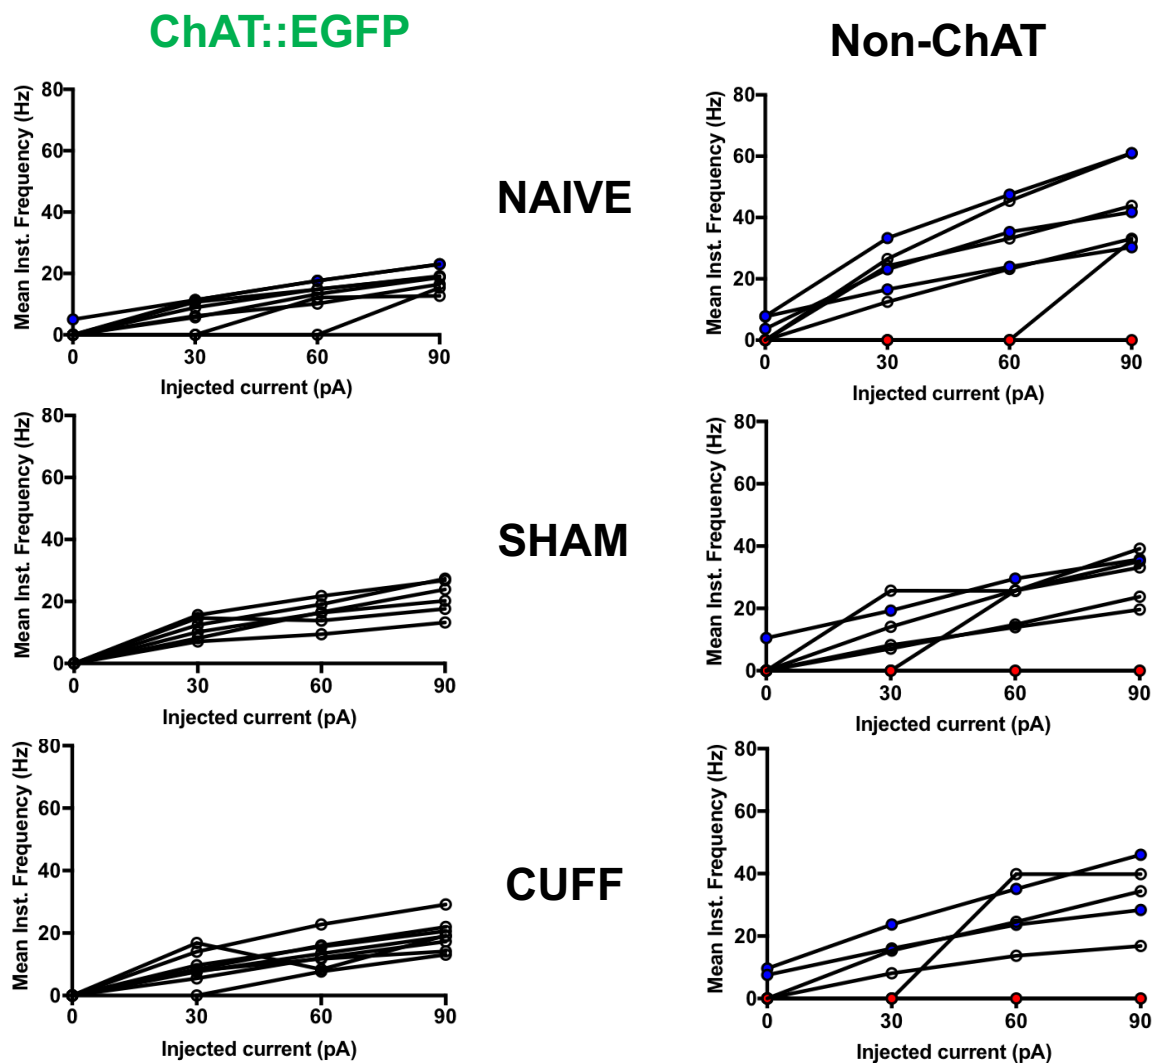 ChAT::EGFP
Non-ChAT
Mean Inst. Frequency (Hz)
80
60
40
20
0
0 30 60 90
Injected current (pA)
NAIVE
Mean Inst. Frequency (Hz)
80
60
40
20
0
0 30 60 90
Injected current (pA)
Mean Inst. Frequency (Hz)
80
60
40
20
0
0 30 60 90
Injected current (pA)
SHAM
Mean Inst. Frequency (Hz)
80
60
40
20
0
0 30 60 90
Injected current (pA)
Mean Inst. Frequency (Hz)
80
60
40
20
0
0 30 60 90
Injected current (pA)
CUFF
Mean Inst. Frequency (Hz)
80
60
40
20
0
0 30 60 90
Injected current (pA)